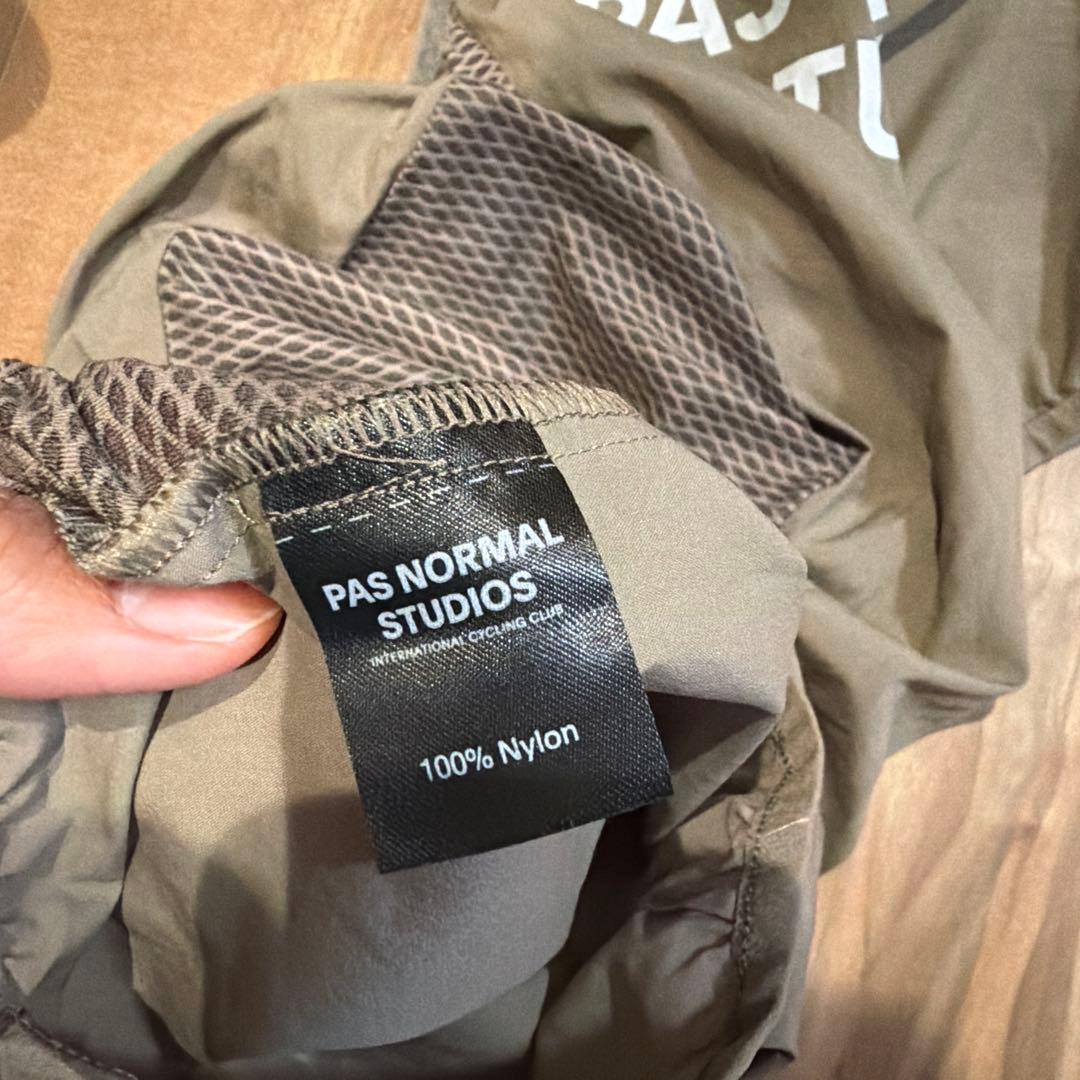 PAS NORMAL
STUDIOS
INTERNATIONAL CYCLING CLUB
100% Nylon